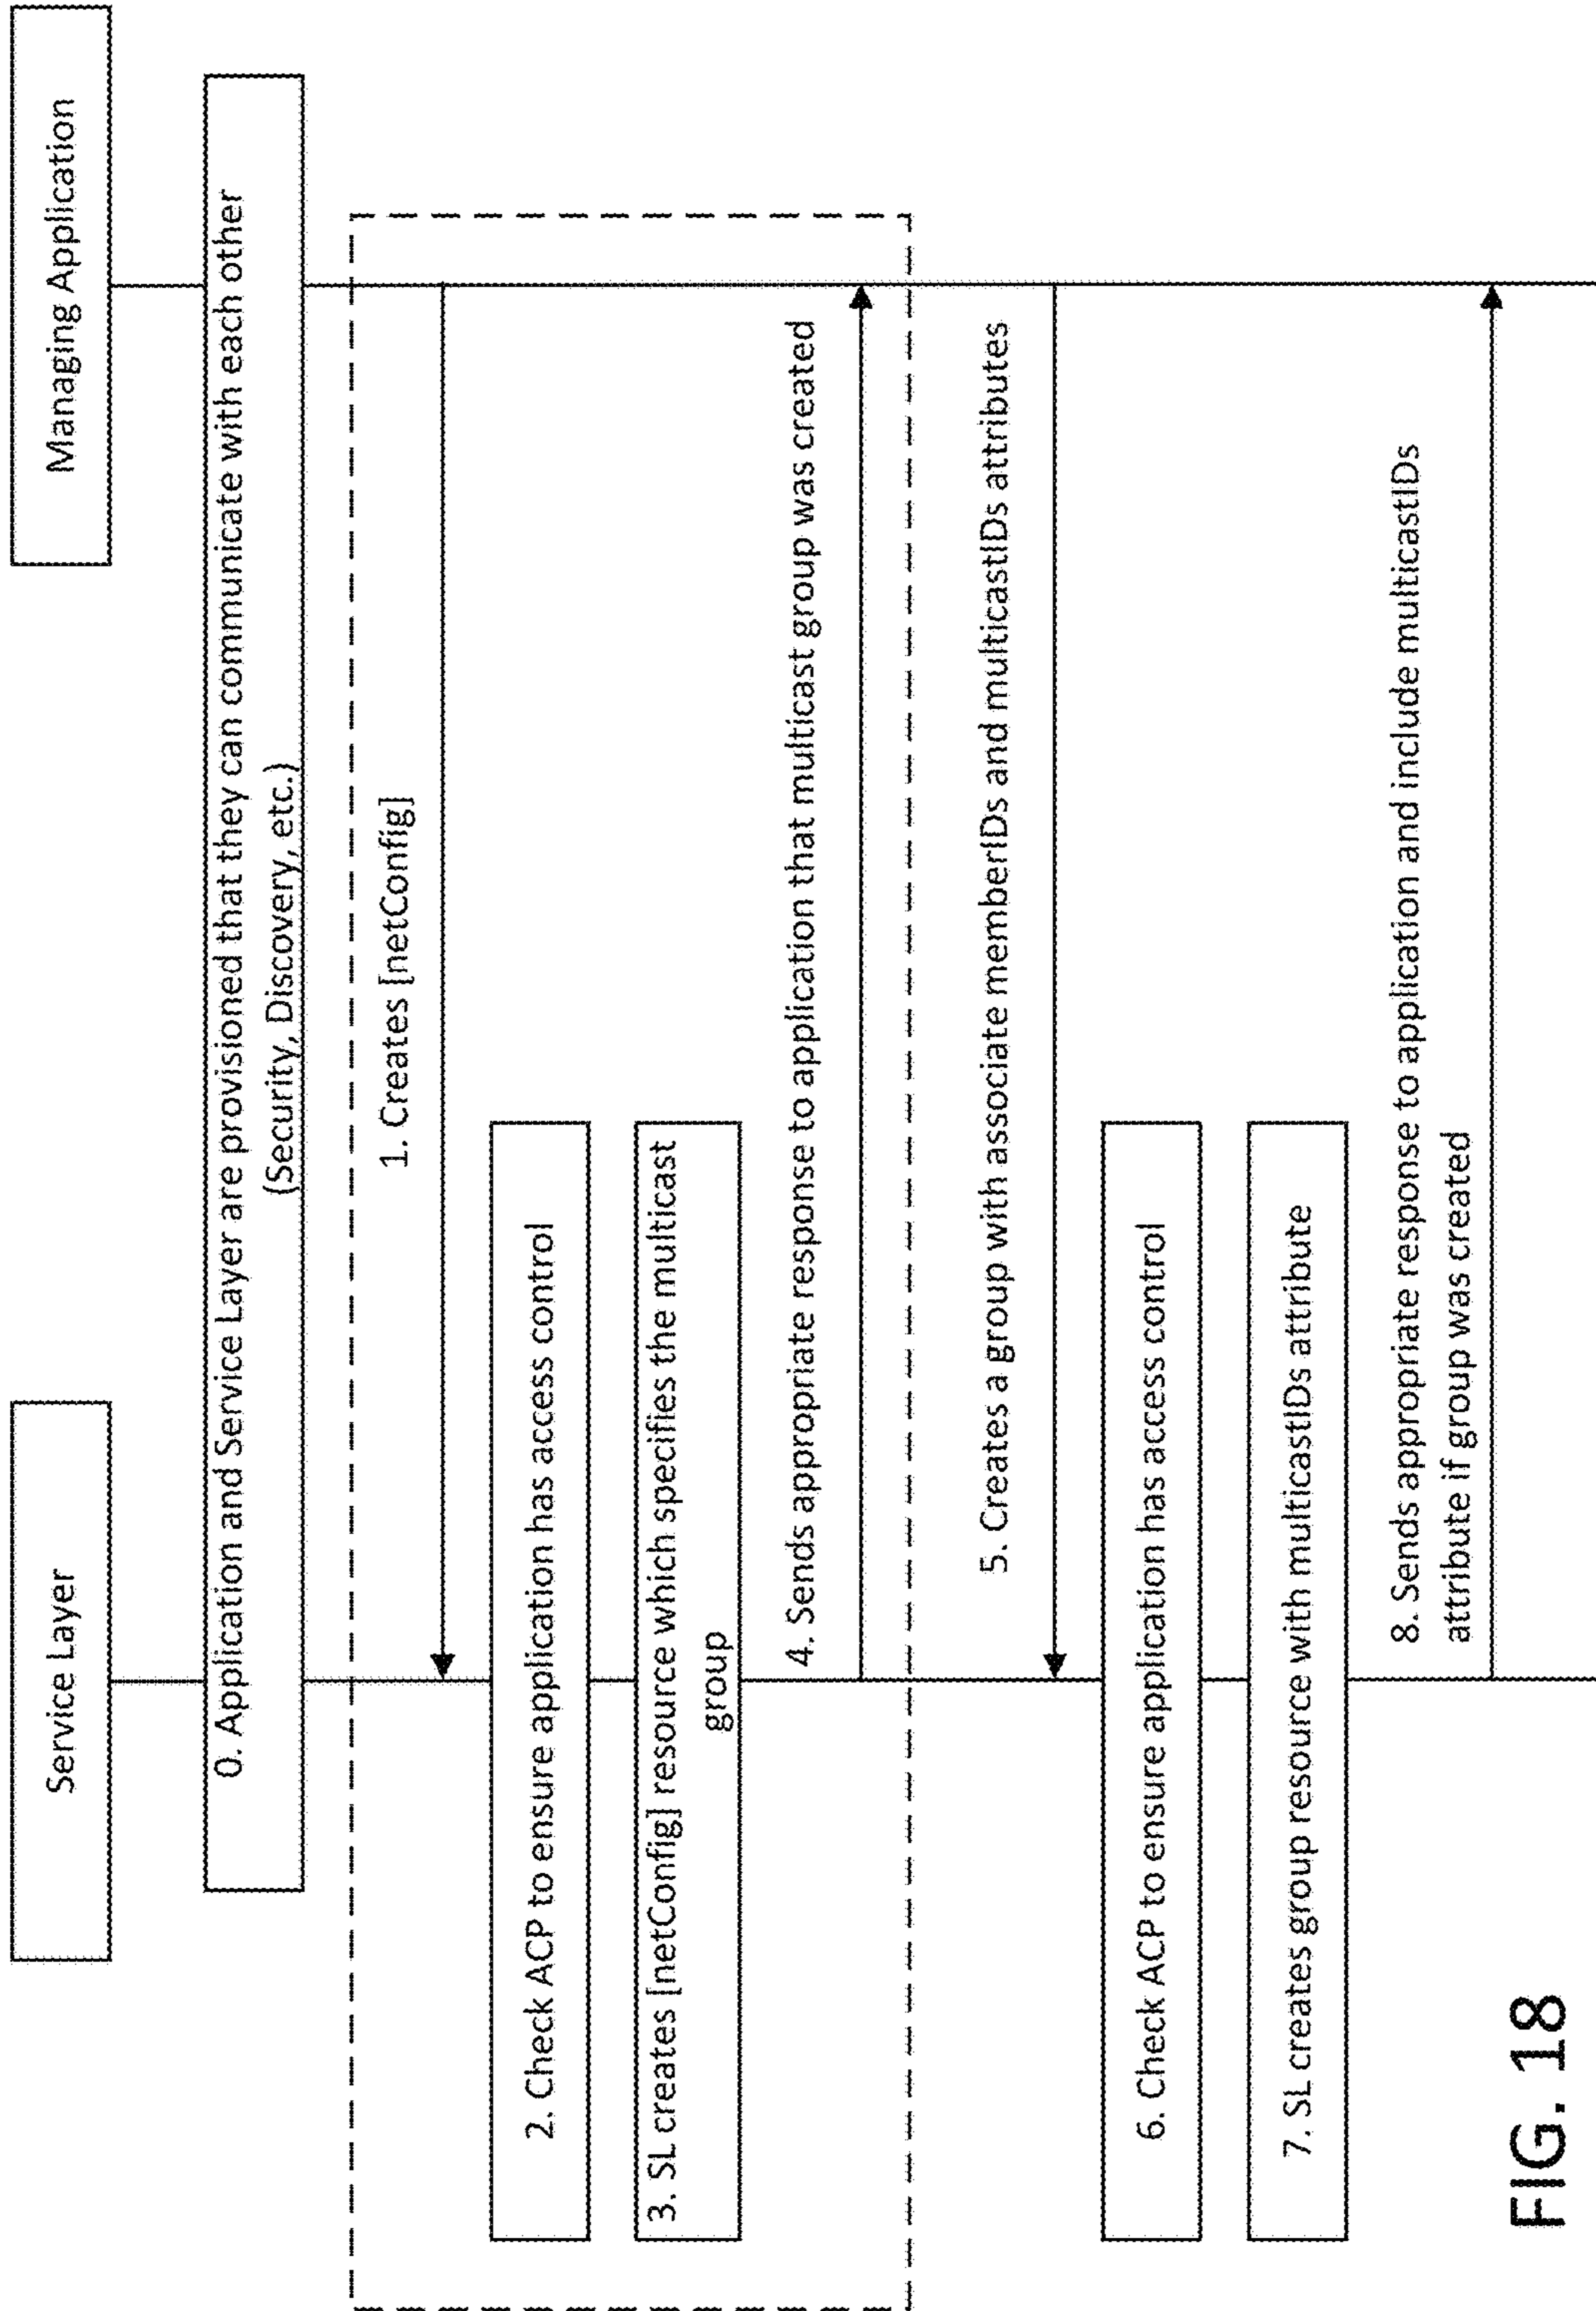 Service Layer
Managing Application
0. Application and Service Layer are provisioned that they can communicate with each other
(Security, Discovery, etc.)
1. Creates [netConfig]
2. Check ACP to ensure application has access control
3. SL creates [netConfig] resource which specifies the multicast
group
4. Sends appropriate response to application that multicast group was created
5. Creates a group with associate memberIDs and multicastIDs attributes
6. Check ACP to ensure application has access control
7. SL creates group resource with multicastIDs attribute
8. Sends appropriate response to application and include multicastIDs
attribute if group was created
FIG. 18